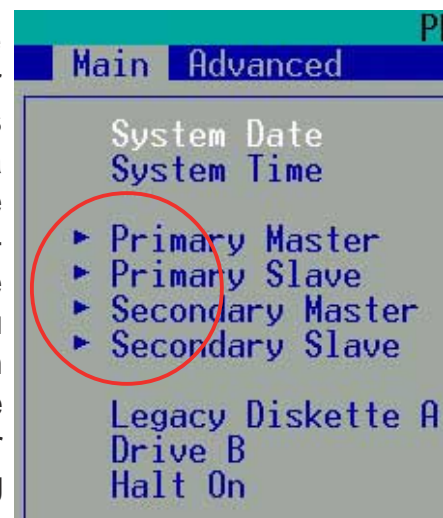 Main Advanced
System Date
System Time
► Primary Master
► Primary Slave
► Secondary Master
► Secondary Slave
Legacy Diskette A
Drive B
Halt On